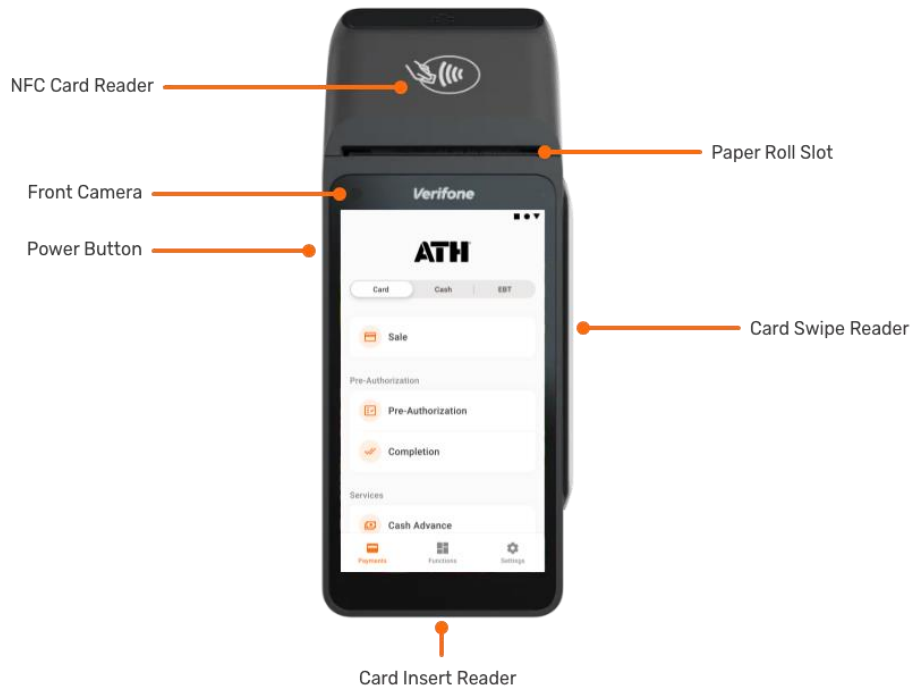 NFC Card Reader
Paper Roll Slot
Front Camera
Verifone
Power Button
ATH
Card Cash EBT
Sale
Card Swipe Reader
Pre-Authorization
Pre-Authorization
Completion
Services
Cash Advance
Payments Functions Settings
Card Insert Reader